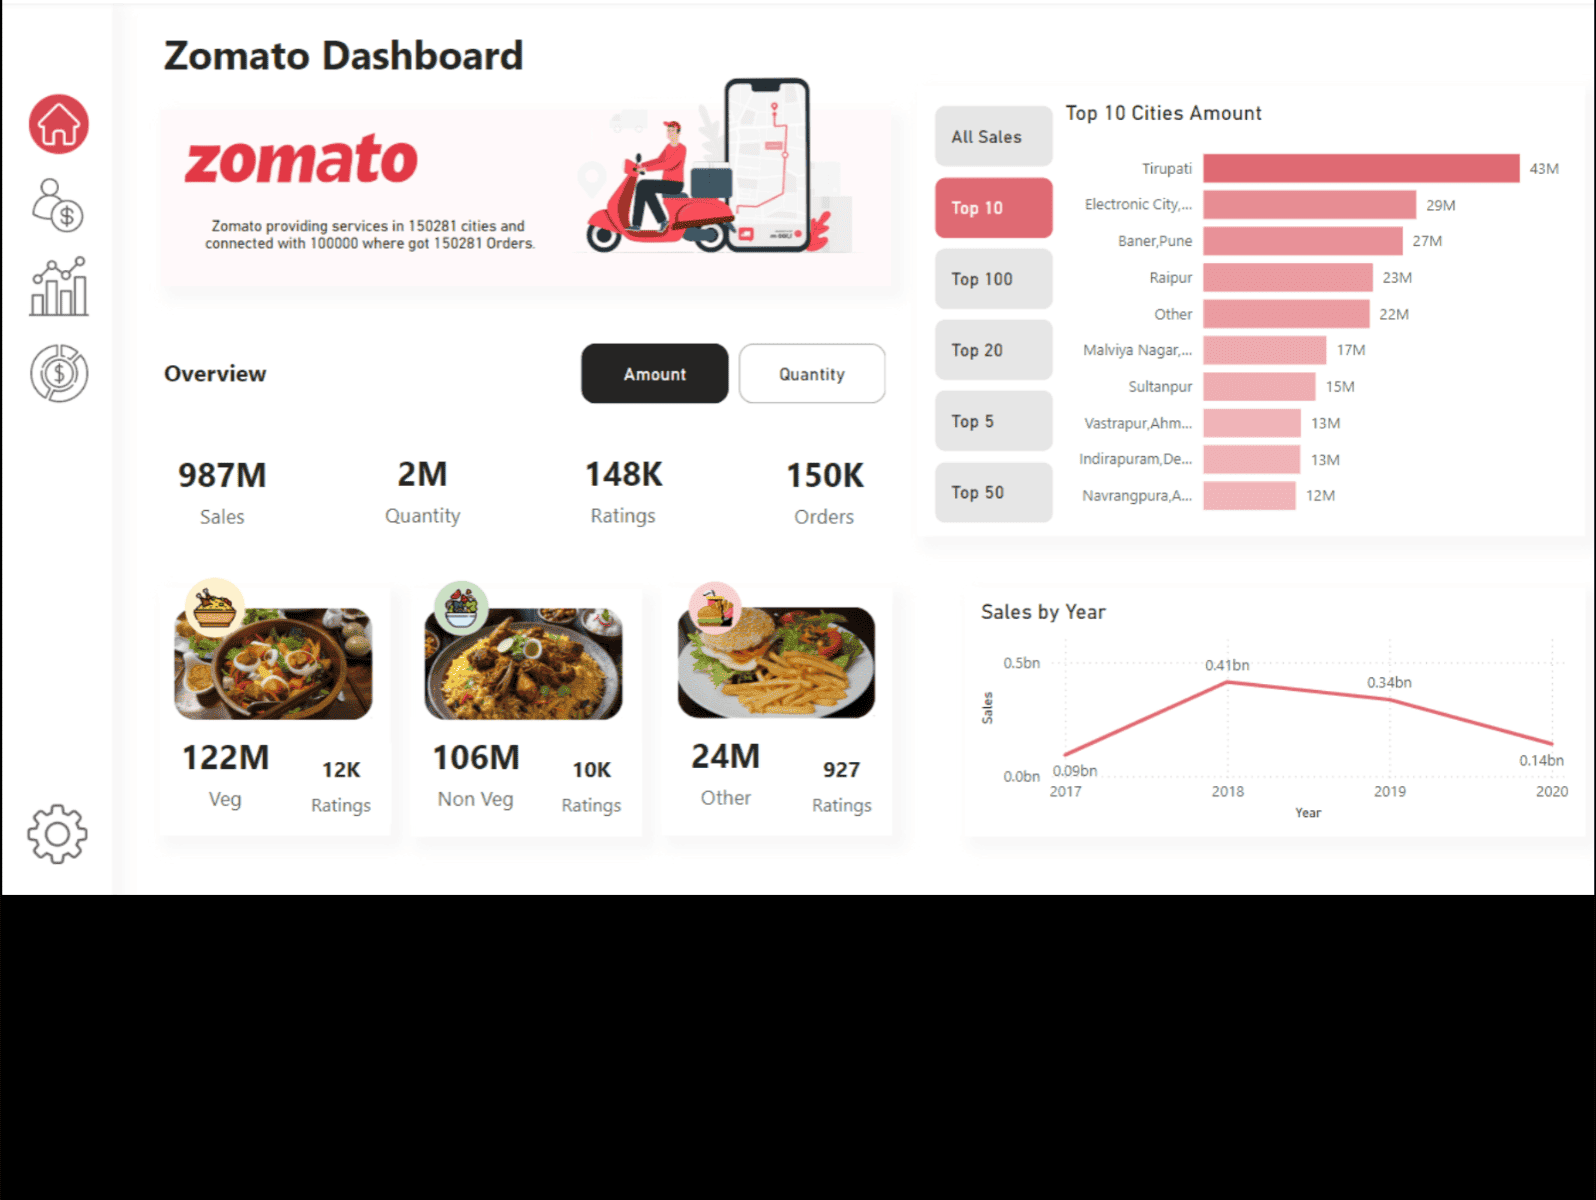 Zomato Dashboard
zomato
Zomato providing services in 150281 cities and
connected with 100000 where got 150281 Orders.
Overview
Amount
Quantity
987M
Sales
2M
Quantity
148K
Ratings
150K
Orders
122M
Veg
12K
Ratings
106M
Non Veg
10K
Ratings
24M
Other
927
Ratings
All Sales
Top 10
Top 100
Top 20
Top 5
Top 50
Top 10 Cities Amount
Tirupati 43M
Electronic City,... 29M
Baner,Pune 27M
Raipur 23M
Other 22M
Malviya Nagar,... 17M
Sultanpur 15M
Vastrapur,Ahm... 13M
Indirapuram,De... 13M
Navrangpura,A... 12M
Sales by Year
Sales
0.5bn
0.0bn
0.09bn
0.41bn
0.34bn
0.14bn
2017 2018 2019 2020
Year